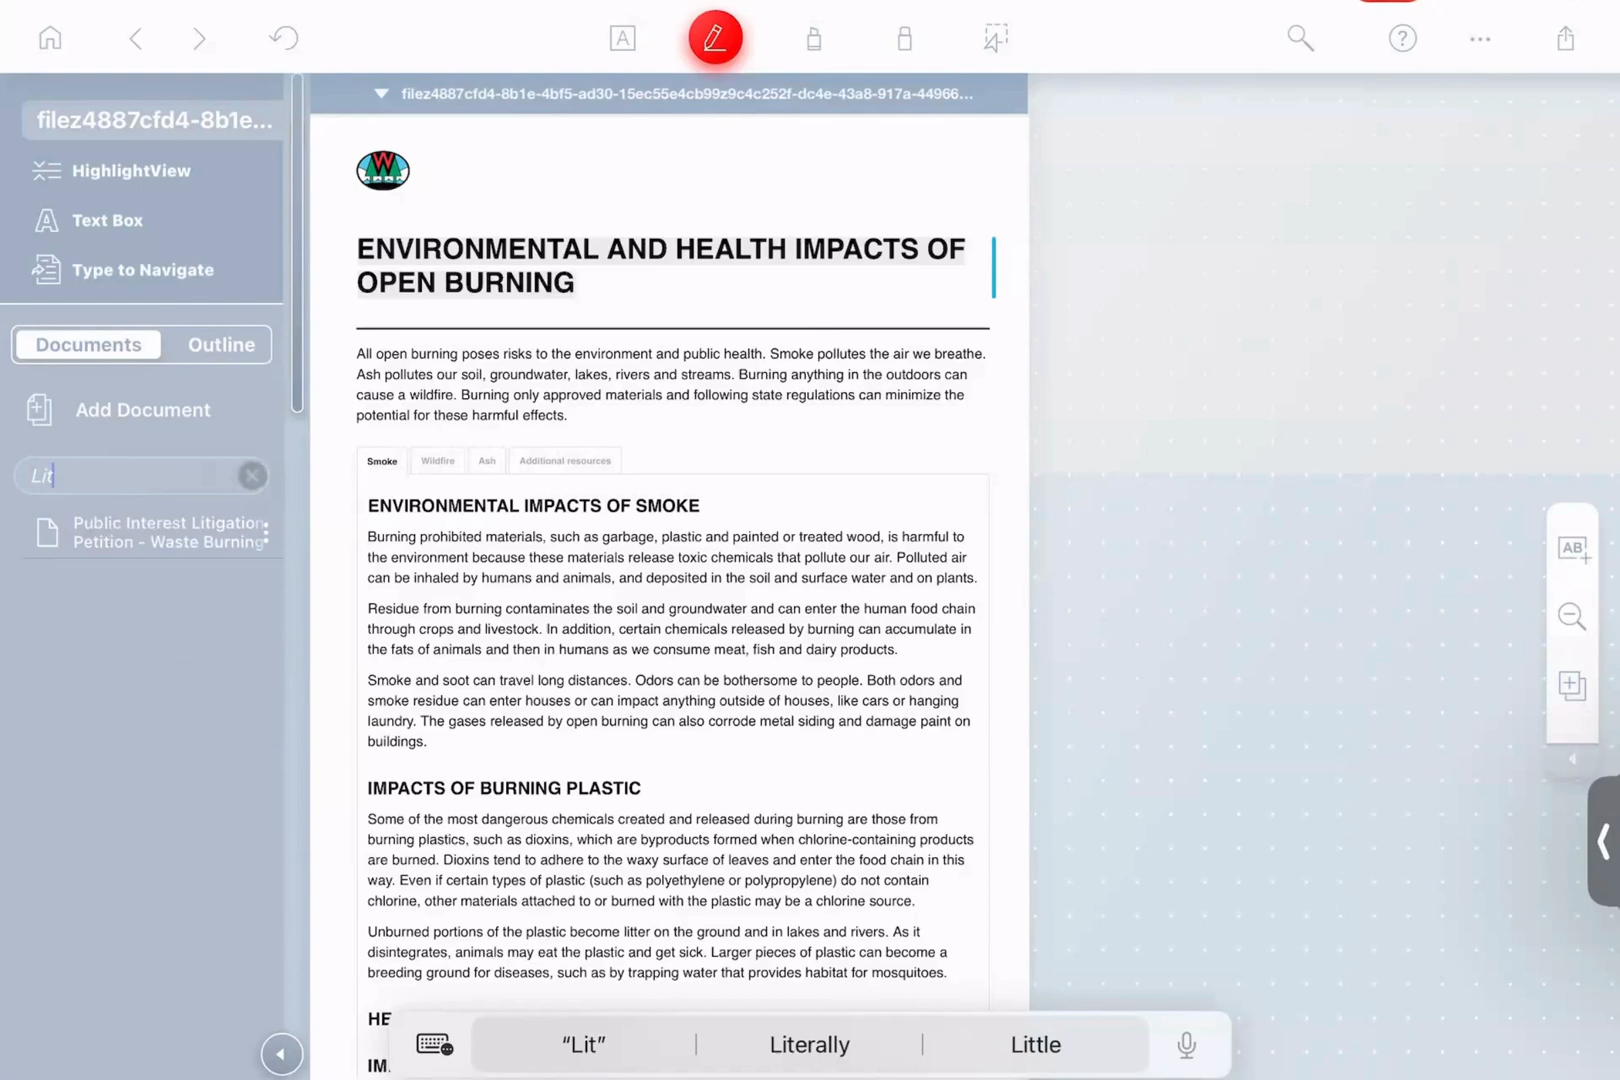 A
filez4887cfd4-8b1e-4bf5-ad30-15ec55e4cb99z9c4c252f-dc4e-43a8-917a-44966...
filez4887cfd4-8b1e...
HighlightView
A Text Box
Type to Navigate
Documents
Outline
Add Document
Lit
Public Interest Litigation
Petition - Waste Burning
W
ENVIRONMENTAL AND HEALTH IMPACTS OF
OPEN BURNING
All open burning poses risks to the environment and public health. Smoke pollutes the air we breathe.
Ash pollutes our soil, groundwater, lakes, rivers and streams. Burning anything in the outdoors can
cause a wildfire. Burning only approved materials and following state regulations can minimize the
potential for these harmful effects.
Smoke
Wildfire
Ash
Additional resources
ENVIRONMENTAL IMPACTS OF SMOKE
Burning prohibited materials, such as garbage, plastic and painted or treated wood, is harmful to
the environment because these materials release toxic chemicals that pollute our air. Polluted air
can be inhaled by humans and animals, and deposited in the soil and surface water and on plants.
Residue from burning contaminates the soil and groundwater and can enter the human food chain
through crops and livestock. In addition, certain chemicals released by burning can accumulate in
the fats of animals and then in humans as we consume meat, fish and dairy products.
Smoke and soot can travel long distances. Odors can be bothersome to people. Both odors and
smoke residue can enter houses or can impact anything outside of houses, like cars or hanging
laundry. The gases released by open burning can also corrode metal siding and damage paint on
buildings.
IMPACTS OF BURNING PLASTIC
Some of the most dangerous chemicals created and released during burning are those from
burning plastics, such as dioxins, which are byproducts formed when chlorine-containing products
are burned. Dioxins tend to adhere to the waxy surface of leaves and enter the food chain in this
way. Even if certain types of plastic (such as polyethylene or polypropylene) do not contain
chlorine, other materials attached to or burned with the plastic may be a chlorine source.
Unburned portions of the plastic become litter on the ground and in lakes and rivers. As it
disintegrates, animals may eat the plastic and get sick. Larger pieces of plastic can become a
breeding ground for diseases, such as by trapping water that provides habitat for mosquitoes.
HE
IM
AB
"Lit"
Literally
Little